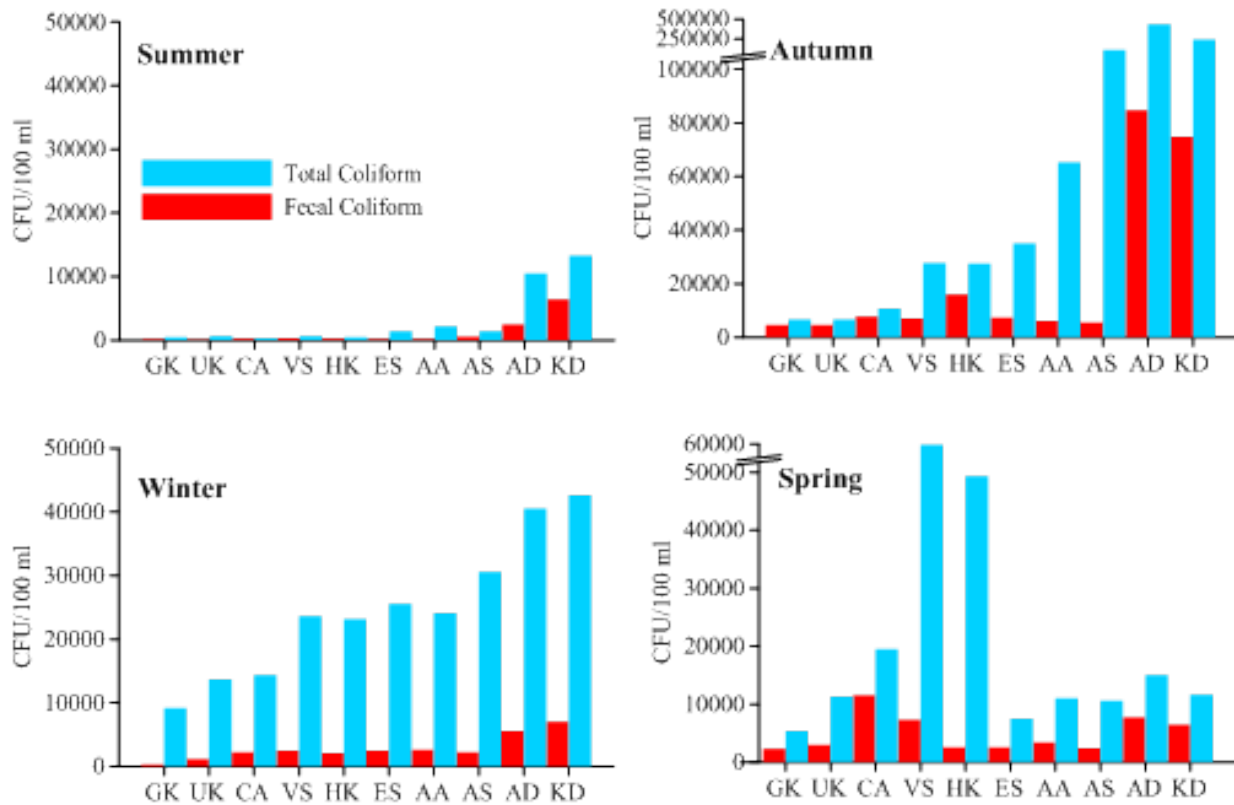 Summer
50000
40000
30000
20000
10000
0
CFU/100 ml
Total Coliform
Fecal Coliform
GK UK CA VS HK ES AA AS AD KD
Autumn
500000
250000
100000
80000
60000
40000
20000
0
CFU/100 ml
GK UK CA VS HK ES AA AS AD KD
Winter
50000
40000
30000
20000
10000
0
CFU/100 ml
GK UK CA VS HK ES AA AS AD KD
Spring
60000
50000
40000
30000
20000
10000
0
CFU/100 ml
GK UK CA VS HK ES AA AS AD KD